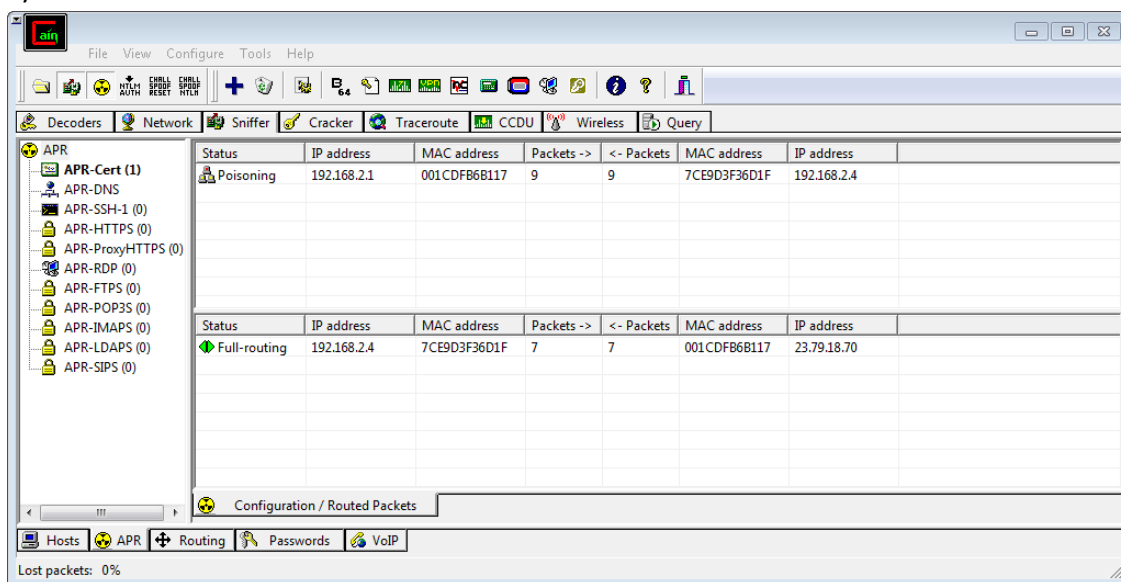 Cain
File View Configure Tools Help
NTLM AUTH CHALL SPOOF RESET CHALL SPOOF NTLM B64
Decoders Network Sniffer Cracker Traceroute CCDU Wireless Query
APR
APR-Cert (1)
APR-DNS
APR-SSH-1 (0)
APR-HTTPS (0)
APR-ProxyHTTPS (0)
APR-RDP (0)
APR-FTPS (0)
APR-POP3S (0)
APR-IMAPS (0)
APR-LDAPS (0)
APR-SIPS (0)
Status IP address MAC address Packets -> <- Packets MAC address IP address
Poisoning 192.168.2.1 001CDFB6B117 9 9 7CE9D3F36D1F 192.168.2.4
Status IP address MAC address Packets -> <- Packets MAC address IP address
Full-routing 192.168.2.4 7CE9D3F36D1F 7 7 001CDFB6B117 23.79.18.70
Configuration / Routed Packets
Hosts APR Routing Passwords VoIP
Lost packets: 0%